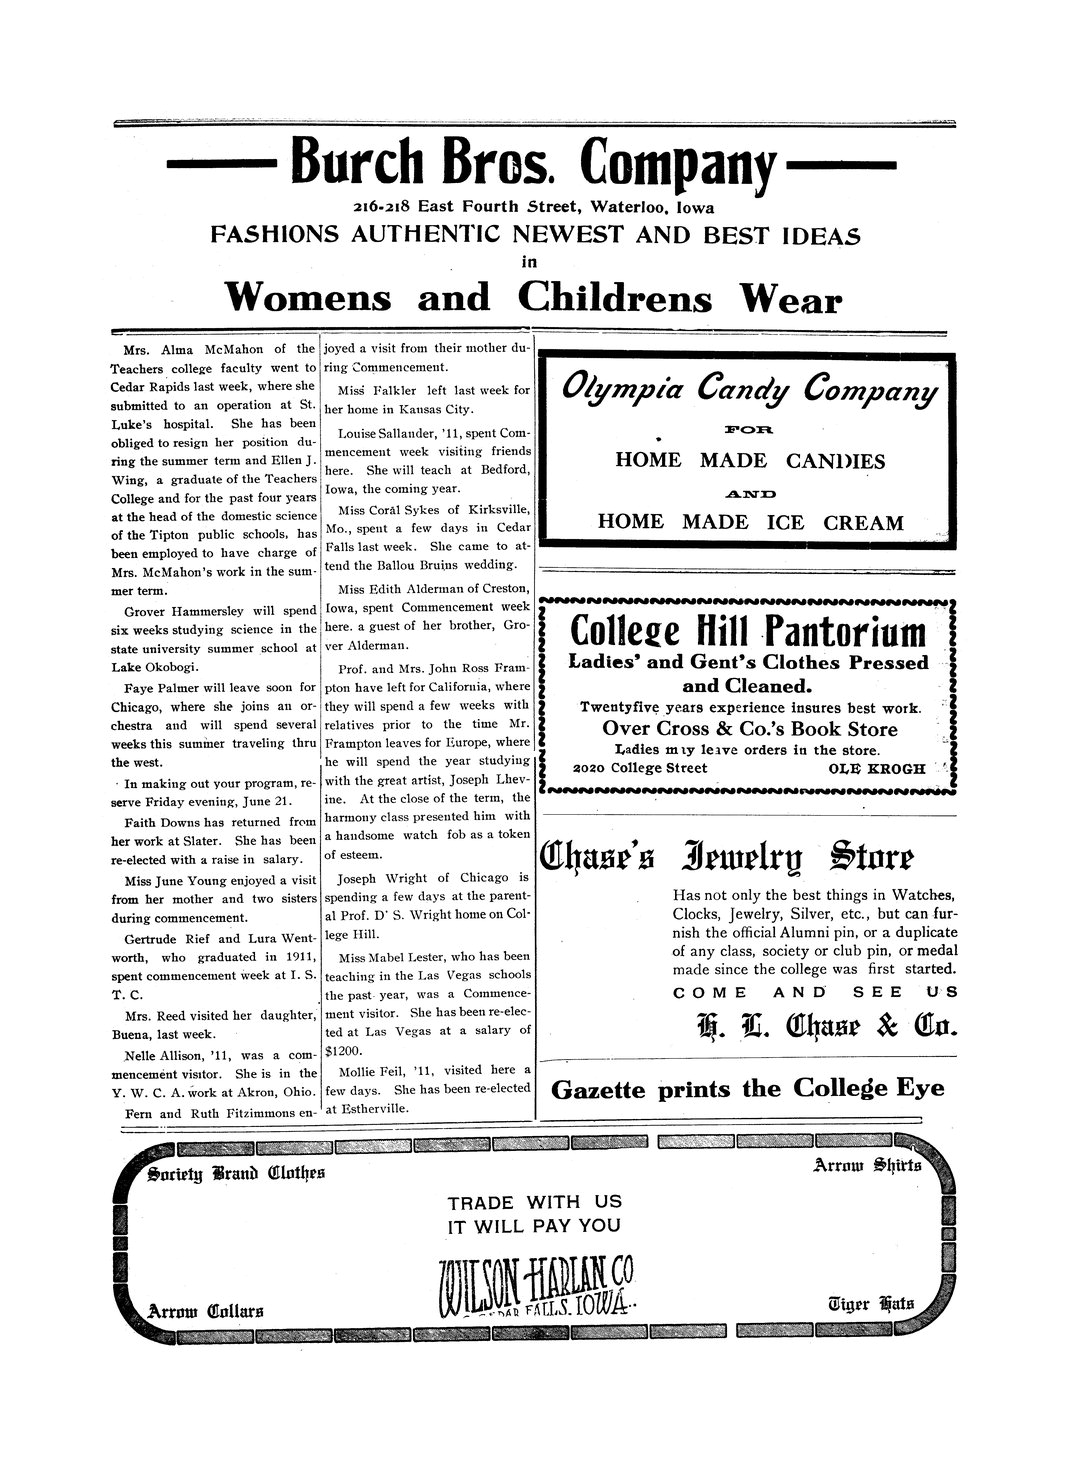 Burch Bros. Company
216-218 East Fourth Street, Waterloo, Iowa
FASHIONS AUTHENTIC NEWEST AND BEST IDEAS
in
Womens and Childrens Wear
Mrs. Alma McMahon of the
Teachers college faculty went to
Cedar Rapids last week, where she
submitted to an operation at St.
Luke's hospital. She has been
obliged to resign her position du-
ring the summer term and Ellen J.
Wing, a graduate of the Teachers
College and for the past four years
at the head of the domestic science
of the Tipton public schools, has
been employed to have charge of
Mrs. McMahon's work in the sum-
mer term.
Grover Hammersley will spend
six weeks studying science in the
state university summer school at
Lake Okobogi.
Faye Palmer will leave soon for
Chicago, where she joins an or-
chestra and will spend several
weeks this summer traveling thru
the west.
In making out your program, re-
serve Friday evening, June 21.
Faith Downs has returned from
her work at Slater. She has been
re-elected with a raise in salary.
Miss June Young enjoyed a visit
from her mother and two sisters
during commencement.
Gertrude Rief and Lura Went-
worth, who graduated in 1911,
spent commencement week at I. S.
T. C.
Mrs. Reed visited her daughter,
Buena, last week.
Nelle Allison, '11, was a com-
mencement visitor. She is in the
Y. W. C. A. work at Akron, Ohio.
Fern and Ruth Fitzimmons en-
joyed a visit from their mother du-
ring Commencement.
Miss Falkler left last week for
her home in Kansas City.
Louise Sallander, '11, spent Com-
mencement week visiting friends
here. She will teach at Bedford,
Iowa, the coming year.
Miss Coral Sykes of Kirksville,
Mo., spent a few days in Cedar
Falls last week. She came to at-
tend the Ballou Bruins wedding.
Miss Edith Alderman of Creston,
Iowa, spent Commencement week
here. a guest of her brother, Gro-
ver Alderman.
Prof. and Mrs. John Ross Fram-
pton have left for California, where
they will spend a few weeks with
relatives prior to the time Mr.
Frampton leaves for Europe, where
he will spend the year studying
with the great artist, Joseph Lhev-
ine. At the close of the term, the
harmony class presented him with
a handsome watch fob as a token
of esteem.
Joseph Wright of Chicago is
spending a few days at the parent-
al Prof. D' S. Wright home on Col-
lege Hill.
Miss Mabel Lester, who has been
teaching in the Las Vegas schools
the past year, was a Commence-
ment visitor. She has been re-elec-
ted at Las Vegas at a salary of
$1200.
Mollie Feil, '11, visited here a
few days. She has been re-elected
at Estherville.
Olympia Candy Company
FOR
HOME MADE CANDIES
AND
HOME MADE ICE CREAM
College Hill Pantorium
Ladies' and Gent's Clothes Pressed
and Cleaned.
Twentyfive years experience insures best work.
Over Cross & Co.'s Book Store
Ladies may leave orders in the store.
2020 College Street OLE KROGH
Chase's Jewelry Store
Has not only the best things in Watches,
Clocks, Jewelry, Silver, etc., but can fur-
nish the official Alumni pin, or a duplicate
of any class, society or club pin, or medal
made since the college was first started.
COME AND SEE US
H. L. Chase & Co.
Gazette prints the College Eye
Society Brand Clothes
Arrow Shirts
TRADE WITH US
IT WILL PAY YOU
WILSON-HARLAN CO
CEDAR FALLS. IOWA
Arrow Collars
Tiger Hats